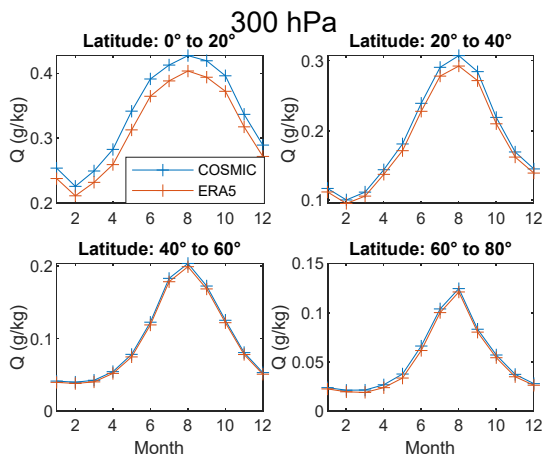 300 hPa
Latitude: 0° to 20°
Q (g/kg)
0.4
0.3
0.2
2 4 6 8 10 12
COSMIC
ERA5
Latitude: 20° to 40°
Q (g/kg)
0.3
0.2
0.1
2 4 6 8 10 12
Latitude: 40° to 60°
Q (g/kg)
0.2
0.1
0
2 4 6 8 10 12
Month
Latitude: 60° to 80°
Q (g/kg)
0.15
0.1
0.05
0
2 4 6 8 10 12
Month